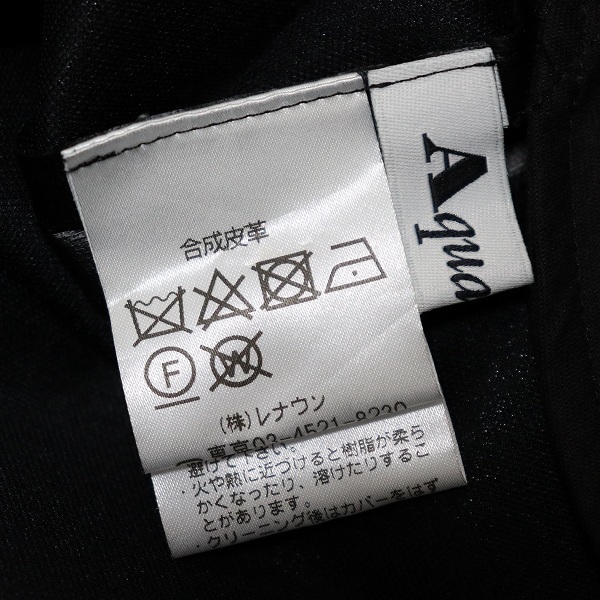 Aqua
合成皮革
F
W
(株)レナウン
東京03-4521-8230
避けて下さい。
・火や熱に近づけると樹脂が柔ら
かくなったり、溶けたりするこ
とがあります。
・クリーニング後はカバーをはず